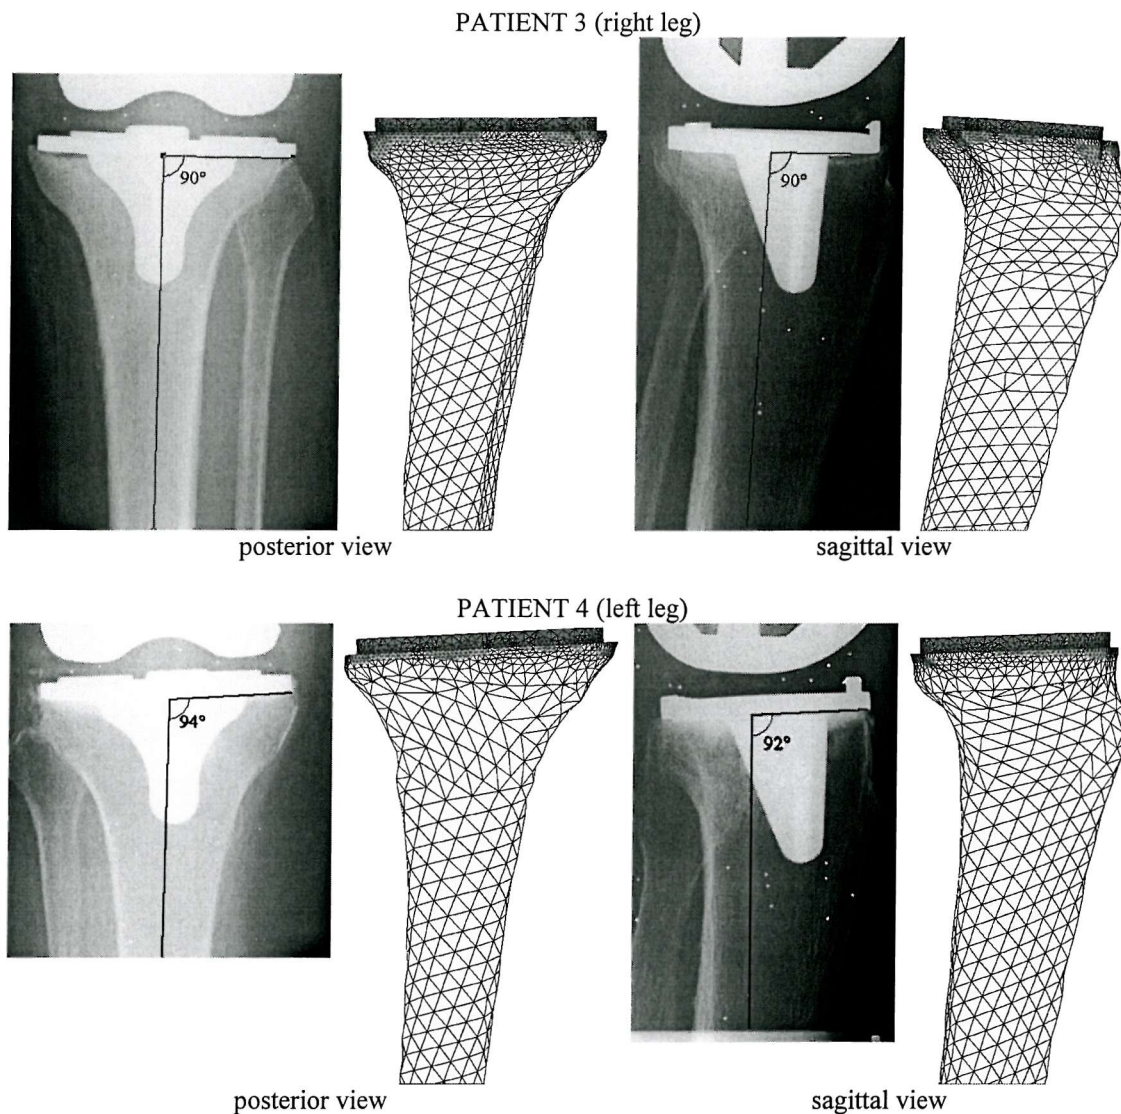 PATIENT 3 (right leg)
90°
90°
posterior view
sagittal view
PATIENT 4 (left leg)
94°
92°
posterior view
sagittal view